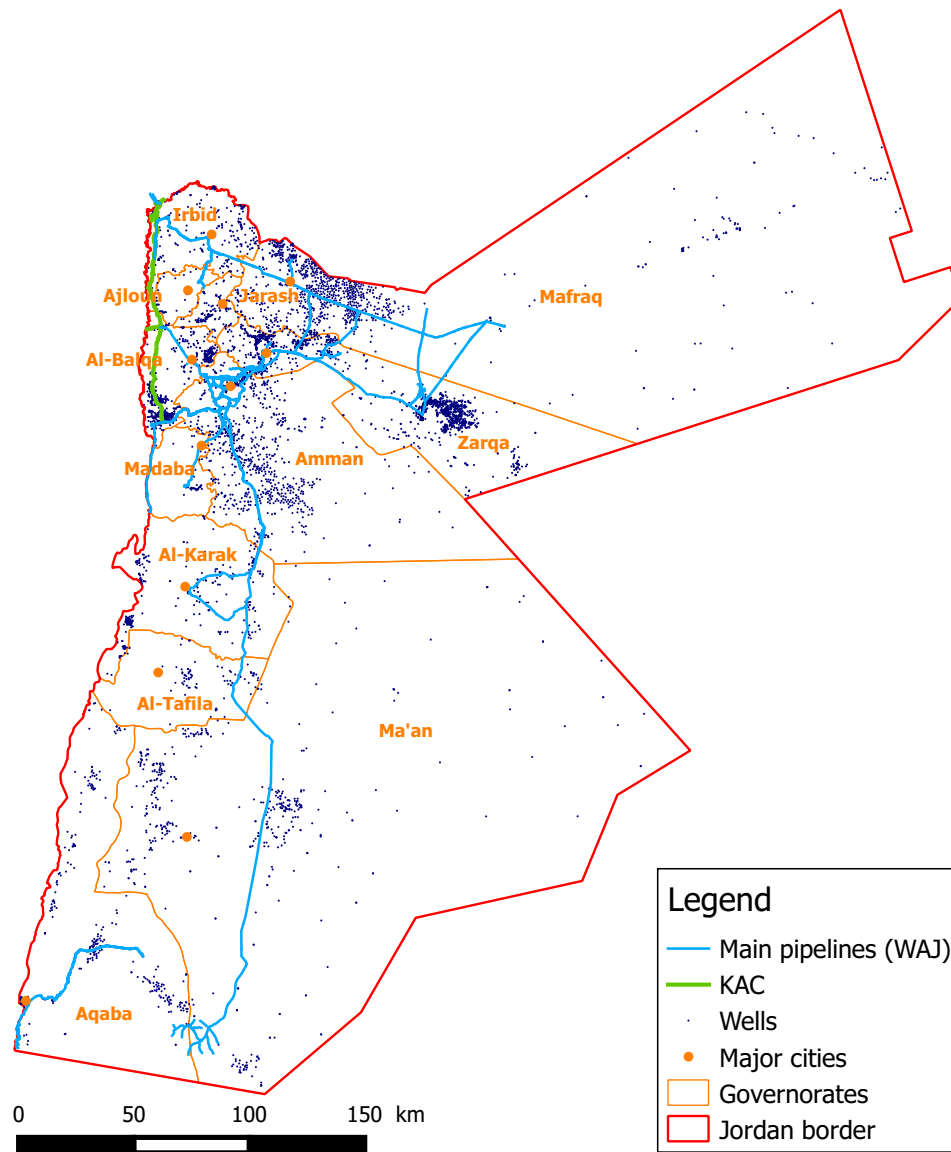 Irbid
Mafraq
Ajloun
Jarash
Al-Balqa
Zarqa
Amman
Madaba
Al-Karak
Al-Tafila
Ma'an
Aqaba
Legend
Main pipelines (WAJ)
KAC
Wells
Major cities
Governorates
Jordan border
0 50 100 150 km